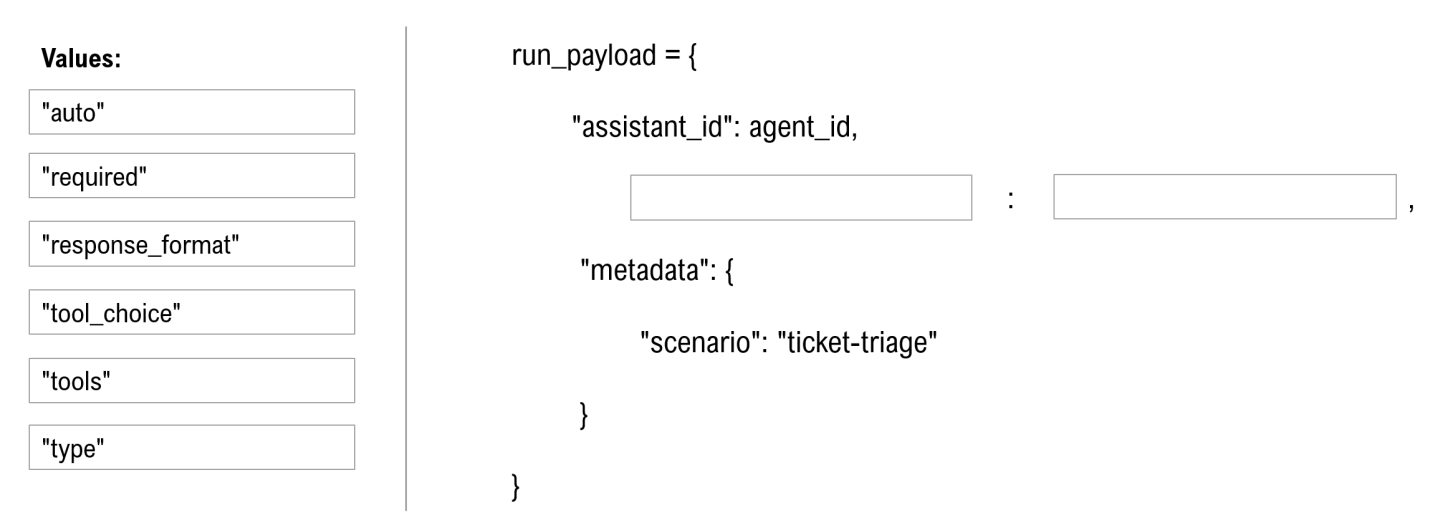 Values:
"auto"
"required"
"response_format"
"tool_choice"
"tools"
"type"
run_payload = {
"assistant_id": agent_id,
: ,
"metadata": {
"scenario": "ticket-triage"
}
}